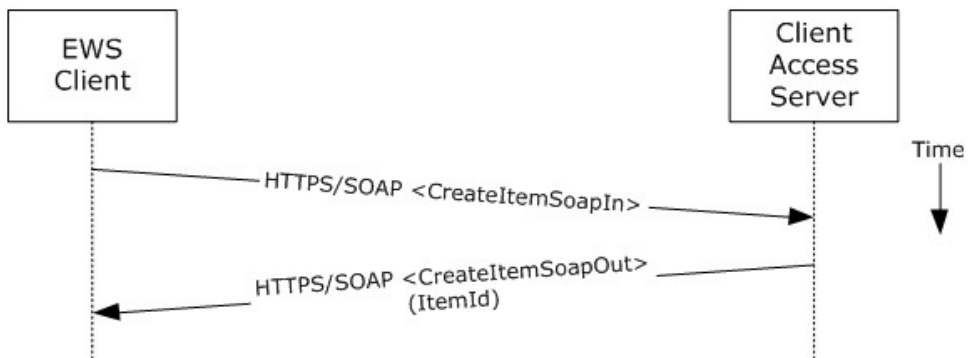 EWS
Client
Client
Access
Server
Time
HTTPS/SOAP <CreateItemSoapIn>
HTTPS/SOAP <CreateItemSoapOut>
(ItemId)